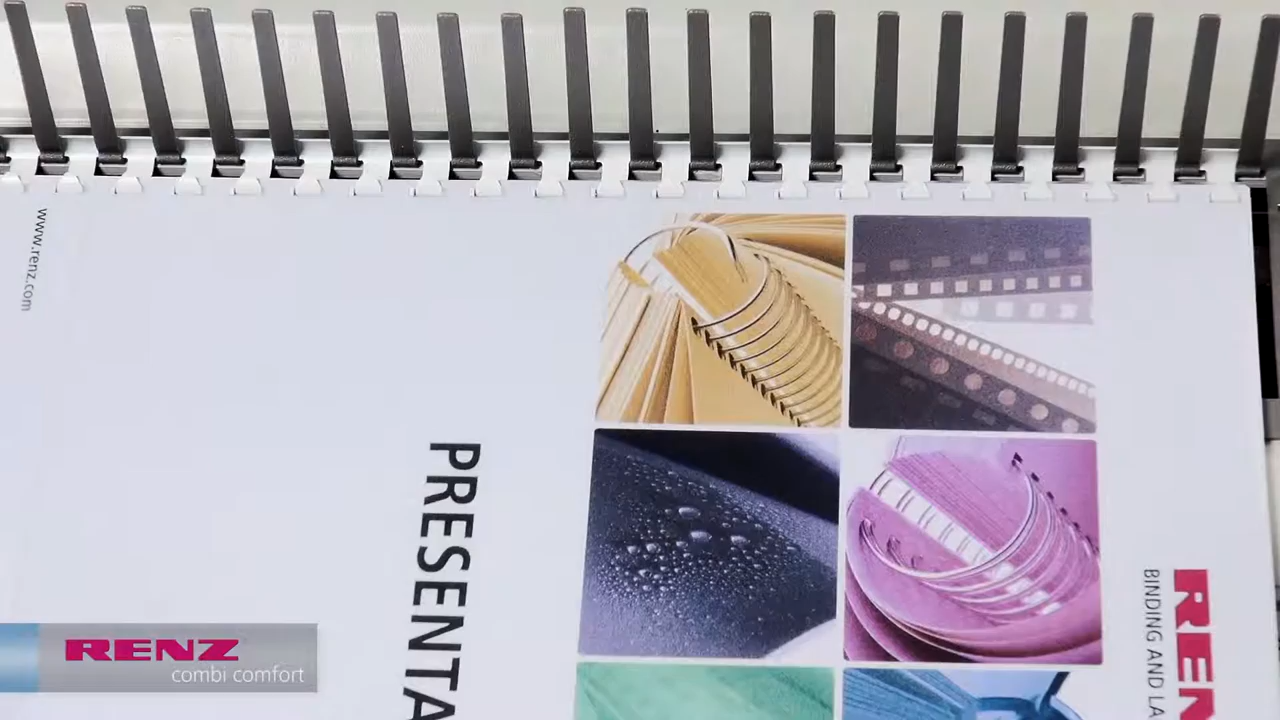 www.renz.com
PRESENTA
REN
BINDING AND LA
RENZ
combi comfort